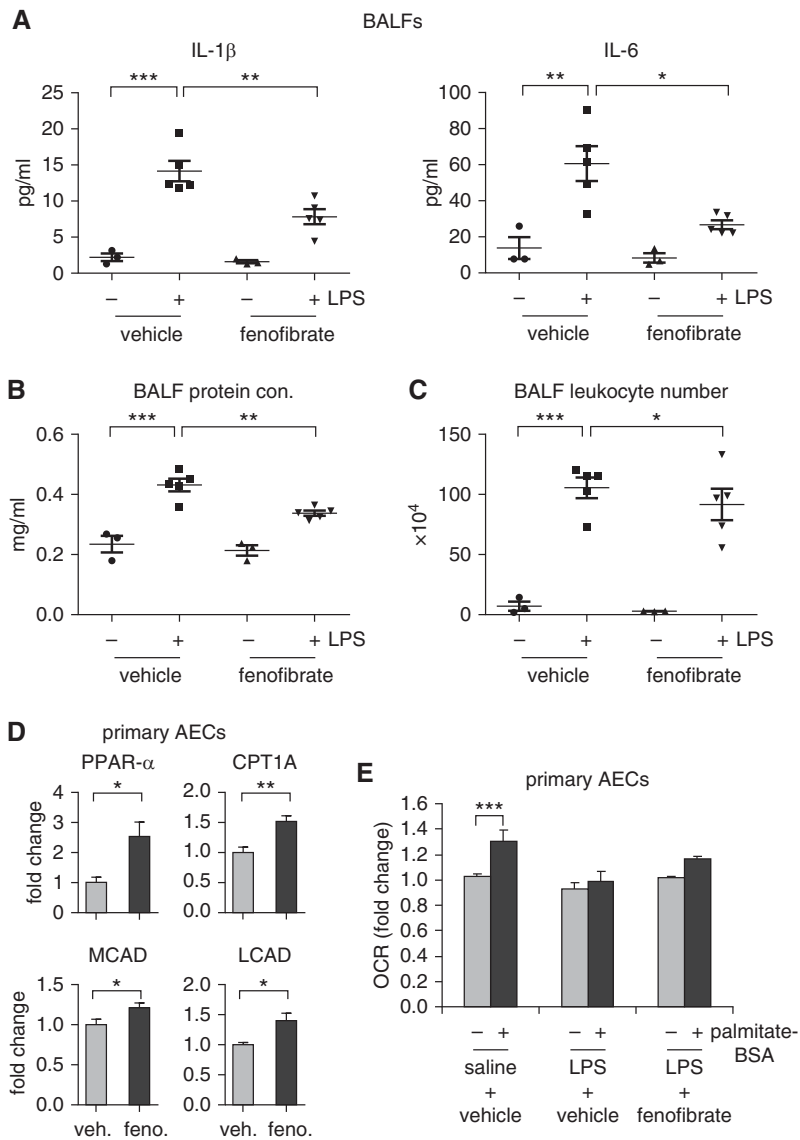 A
BALFs
IL-1β
IL-6
*** **
** *
25
20
15
10
5
0
pg/ml
100
80
60
40
20
0
pg/ml
− + − + LPS
vehicle fenofibrate
− + − + LPS
vehicle fenofibrate
B
BALF protein con.
*** **
0.6
0.4
0.2
0.0
mg/ml
− + − + LPS
vehicle fenofibrate
C
BALF leukocyte number
*** *
150
100
50
0
×10⁴
− + − + LPS
vehicle fenofibrate
D
primary AECs
PPAR-α
*
4
3
2
1
0
fold change
CPT1A
**
2.0
1.5
1.0
0.5
0.0
MCAD
*
1.5
1.0
0.5
0.0
fold change
veh. feno.
LCAD
*
2.0
1.5
1.0
0.5
0.0
veh. feno.
E
primary AECs
***
1.6
1.4
1.2
1.0
0.8
0.6
0.4
0.2
0.0
OCR (fold change)
− + − + − + palmitate-
BSA
saline LPS LPS
+ + +
vehicle vehicle fenofibrate